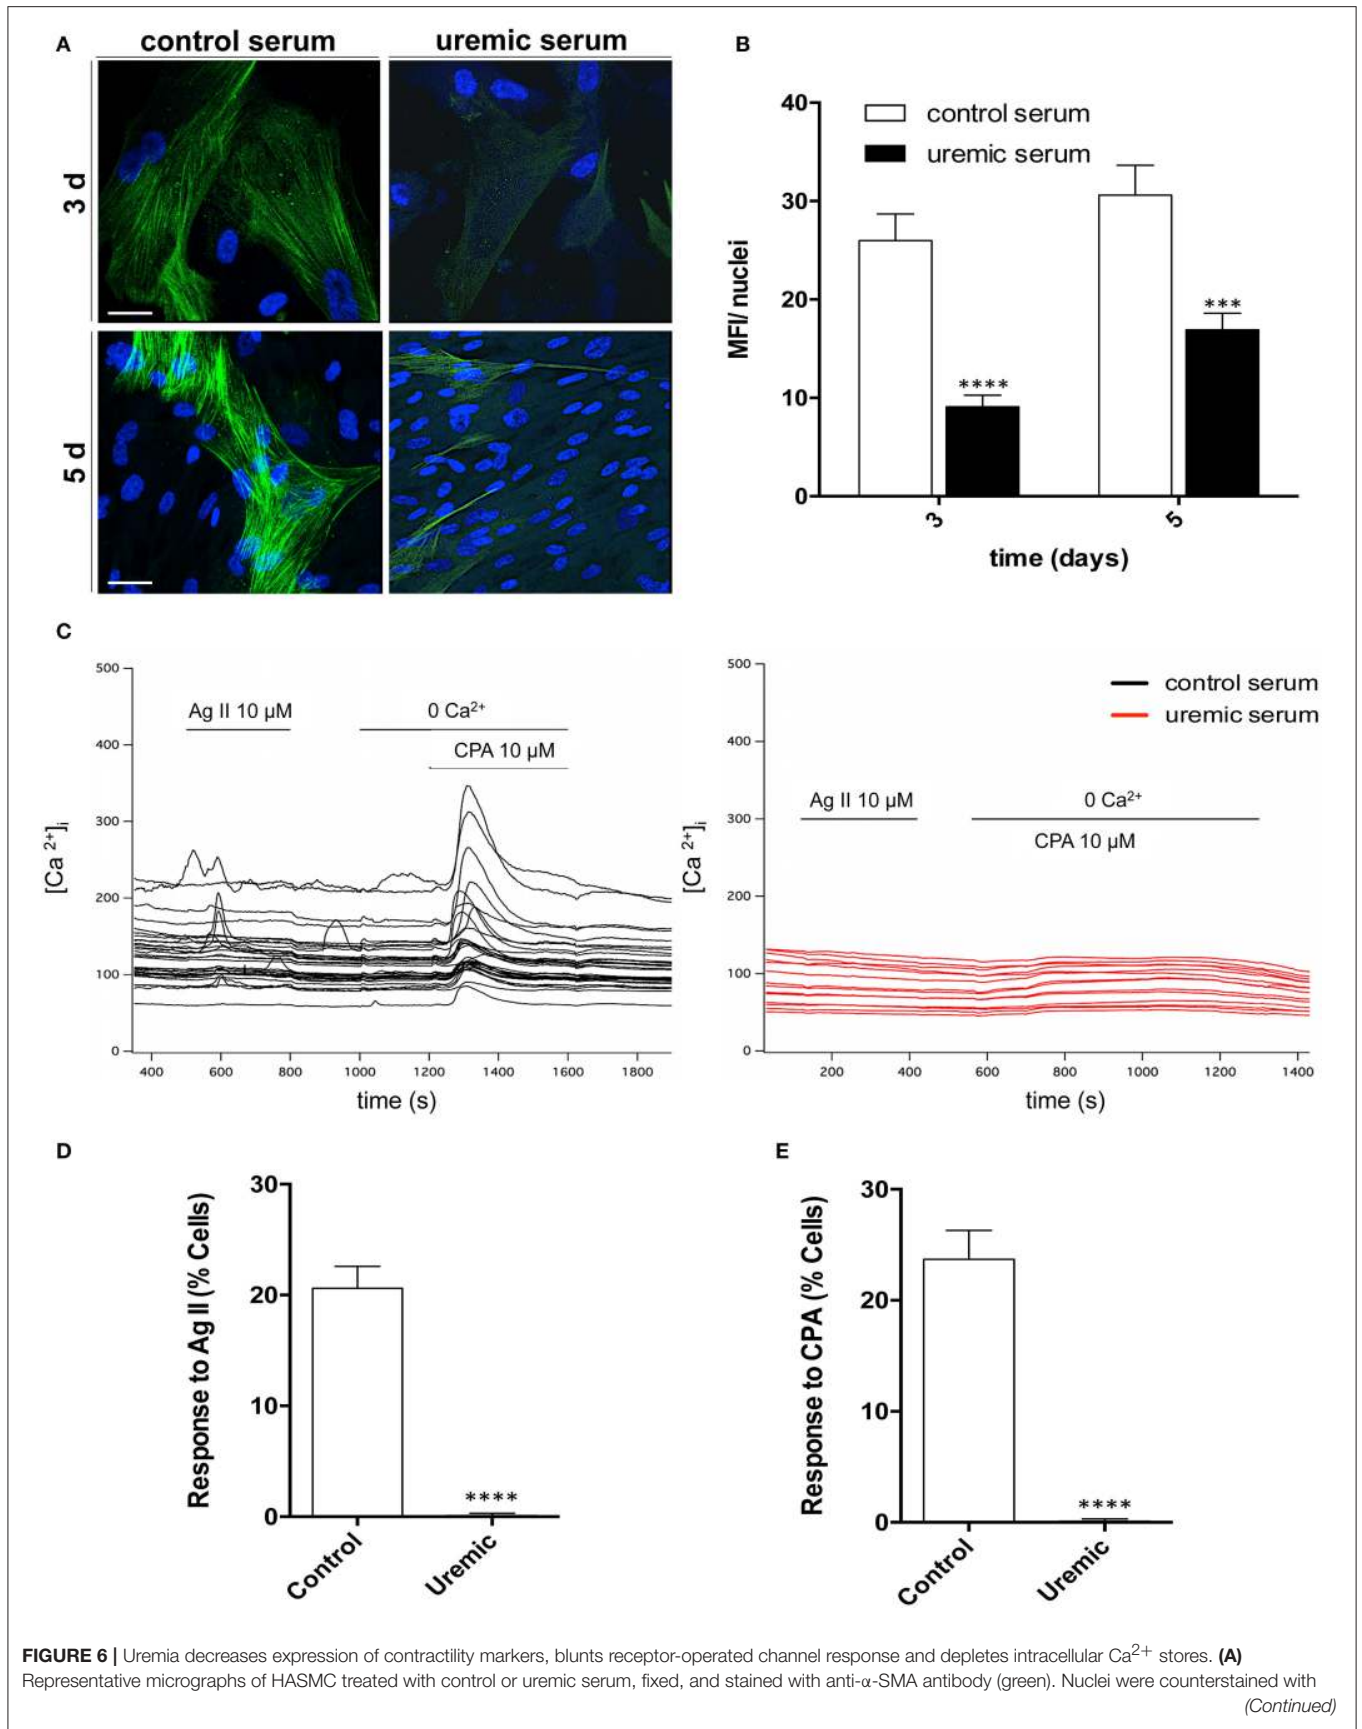 A
control serum
uremic serum
3 d
5 d
B
40
30
20
10
0
MFI/ nuclei
control serum
uremic serum
****
***
3
5
time (days)
C
500
400
300
200
100
0
[Ca 2+]i
Ag II 10 µM
0 Ca2+
CPA 10 µM
400 600 800 1000 1200 1400 1600 1800
time (s)
500
400
300
200
100
0
[Ca 2+]i
control serum
uremic serum
Ag II 10 µM
0 Ca2+
CPA 10 µM
200 400 600 800 1000 1200 1400
time (s)
D
30
20
10
0
Response to Ag II (% Cells)
****
Control
Uremic
E
30
20
10
0
Response to CPA (% Cells)
****
Control
Uremic
FIGURE 6 | Uremia decreases expression of contractility markers, blunts receptor-operated channel response and depletes intracellular Ca2+ stores. (A)
Representative micrographs of HASMC treated with control or uremic serum, fixed, and stained with anti-α-SMA antibody (green). Nuclei were counterstained with
(Continued)